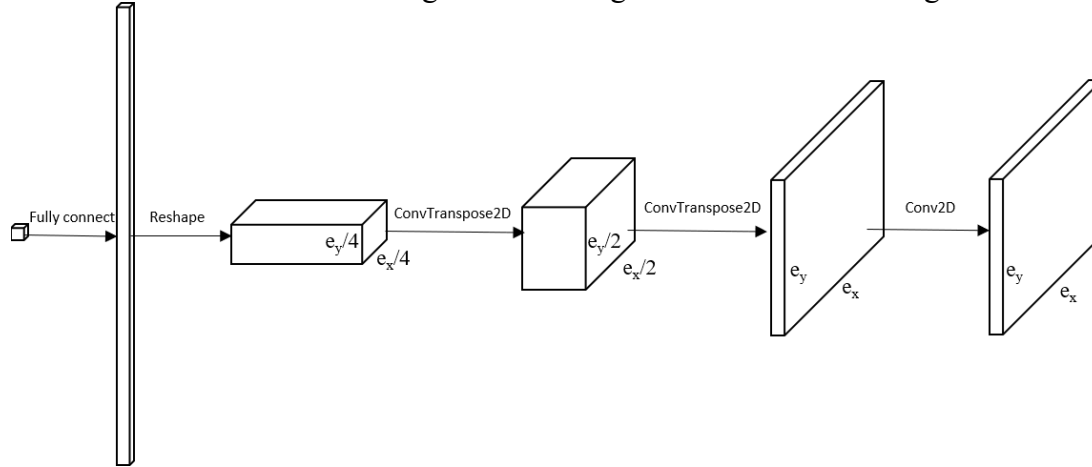 Fully connect
Reshape
e_y/4
e_x/4
ConvTranspose2D
e_y/2
e_x/2
ConvTranspose2D
e_y
e_x
Conv2D
e_y
e_x